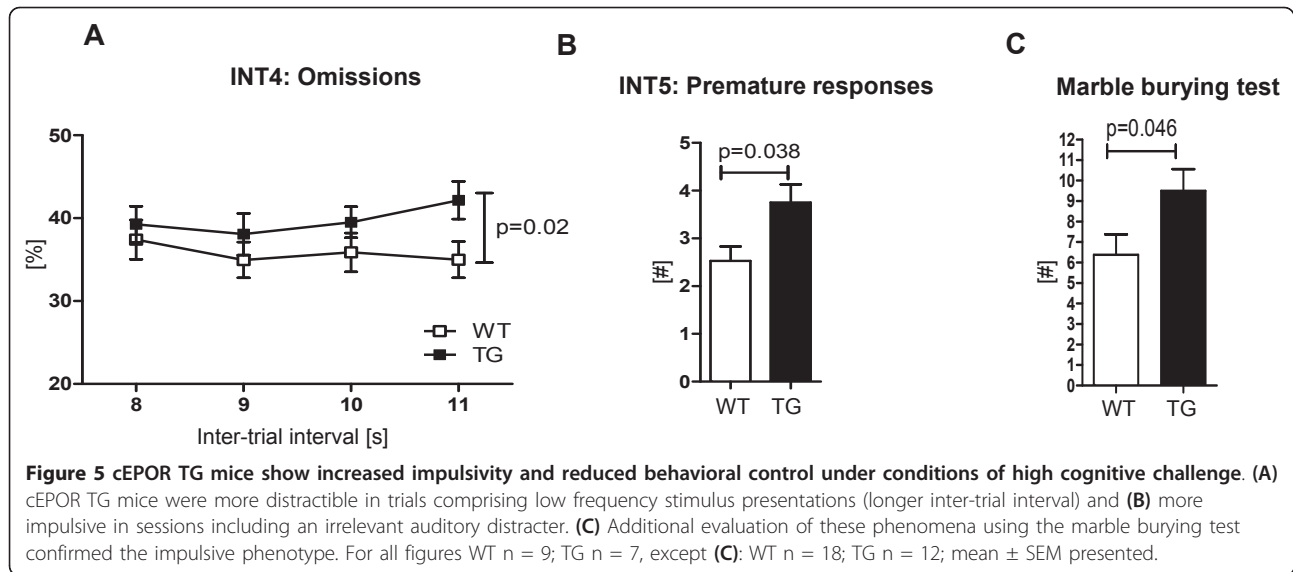 A
INT4: Omissions
50
40
30
20
[%]
p=0.02
WT
TG
8 9 10 11
Inter-trial interval [s]
B
INT5: Premature responses
5
4
3
2
1
0
[#]
p=0.038
WT TG
C
Marble burying test
p=0.046
12
11
10
9
8
7
6
5
4
3
2
1
0
[#]
WT TG
Figure 5 cEPOR TG mice show increased impulsivity and reduced behavioral control under conditions of high cognitive challenge. (A)
cEPOR TG mice were more distractible in trials comprising low frequency stimulus presentations (longer inter-trial interval) and (B) more
impulsive in sessions including an irrelevant auditory distracter. (C) Additional evaluation of these phenomena using the marble burying test
confirmed the impulsive phenotype. For all figures WT n = 9; TG n = 7, except (C): WT n = 18; TG n = 12; mean ± SEM presented.